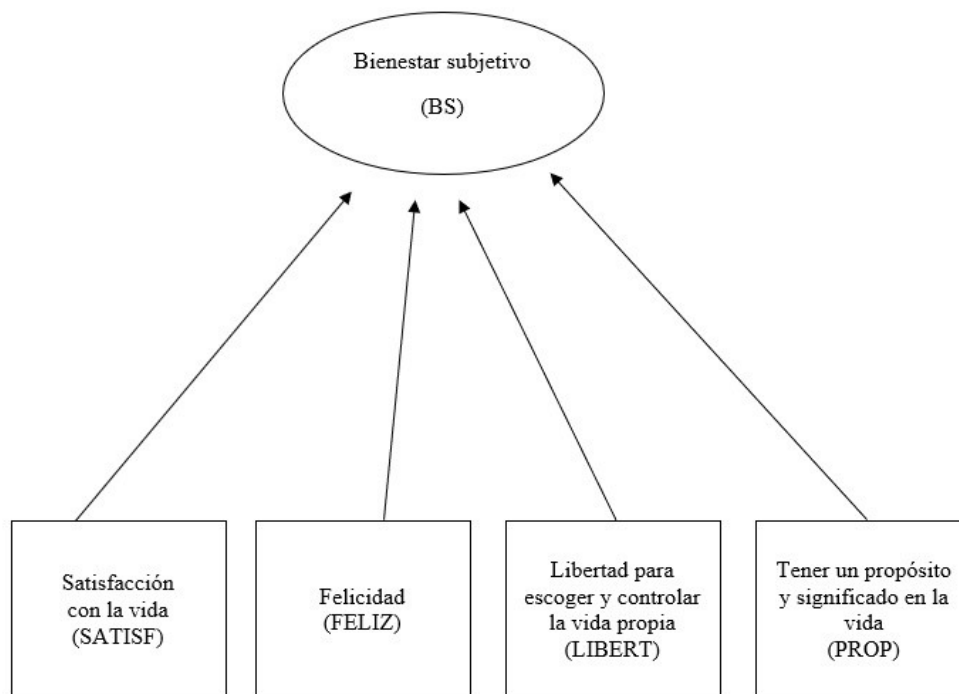 Bienestar subjetivo
(BS)
Satisfacción
con la vida
(SATISF)
Felicidad
(FELIZ)
Libertad para
escoger y controlar
la vida propia
(LIBERT)
Tener un propósito
y significado en la
vida
(PROP)